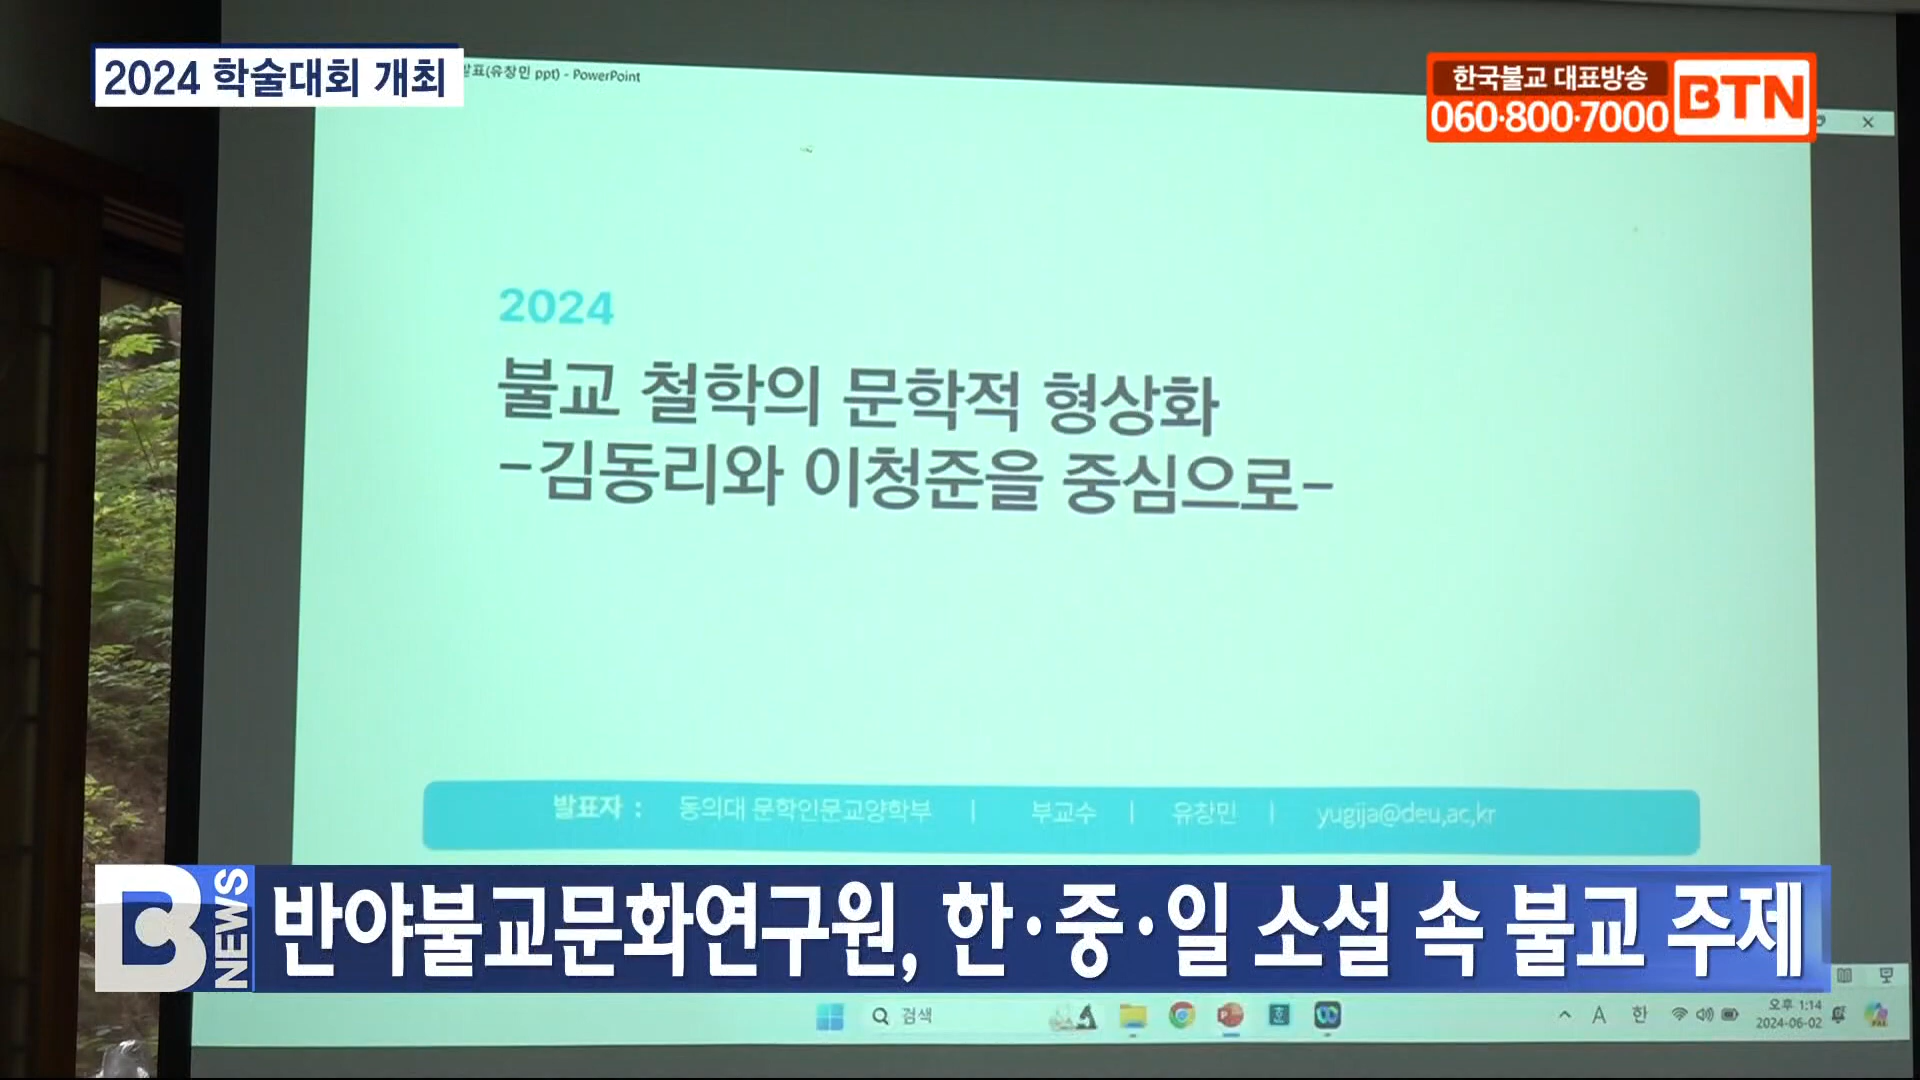 2024 학술대회 개최
발표(유창민 ppt) - PowerPoint
한국불교 대표방송
060·800·7000
BTN
2024
불교 철학의 문학적 형상화
-김동리와 이청준을 중심으로-
발표자 : 동의대 문학인문교양학부 | 부교수 | 유창민 | yugija@deu,ac,kr
B NEWS
반야불교문화연구원, 한·중·일 소설 속 불교 주제
검색
A 한
오후 1:14
2024-06-02